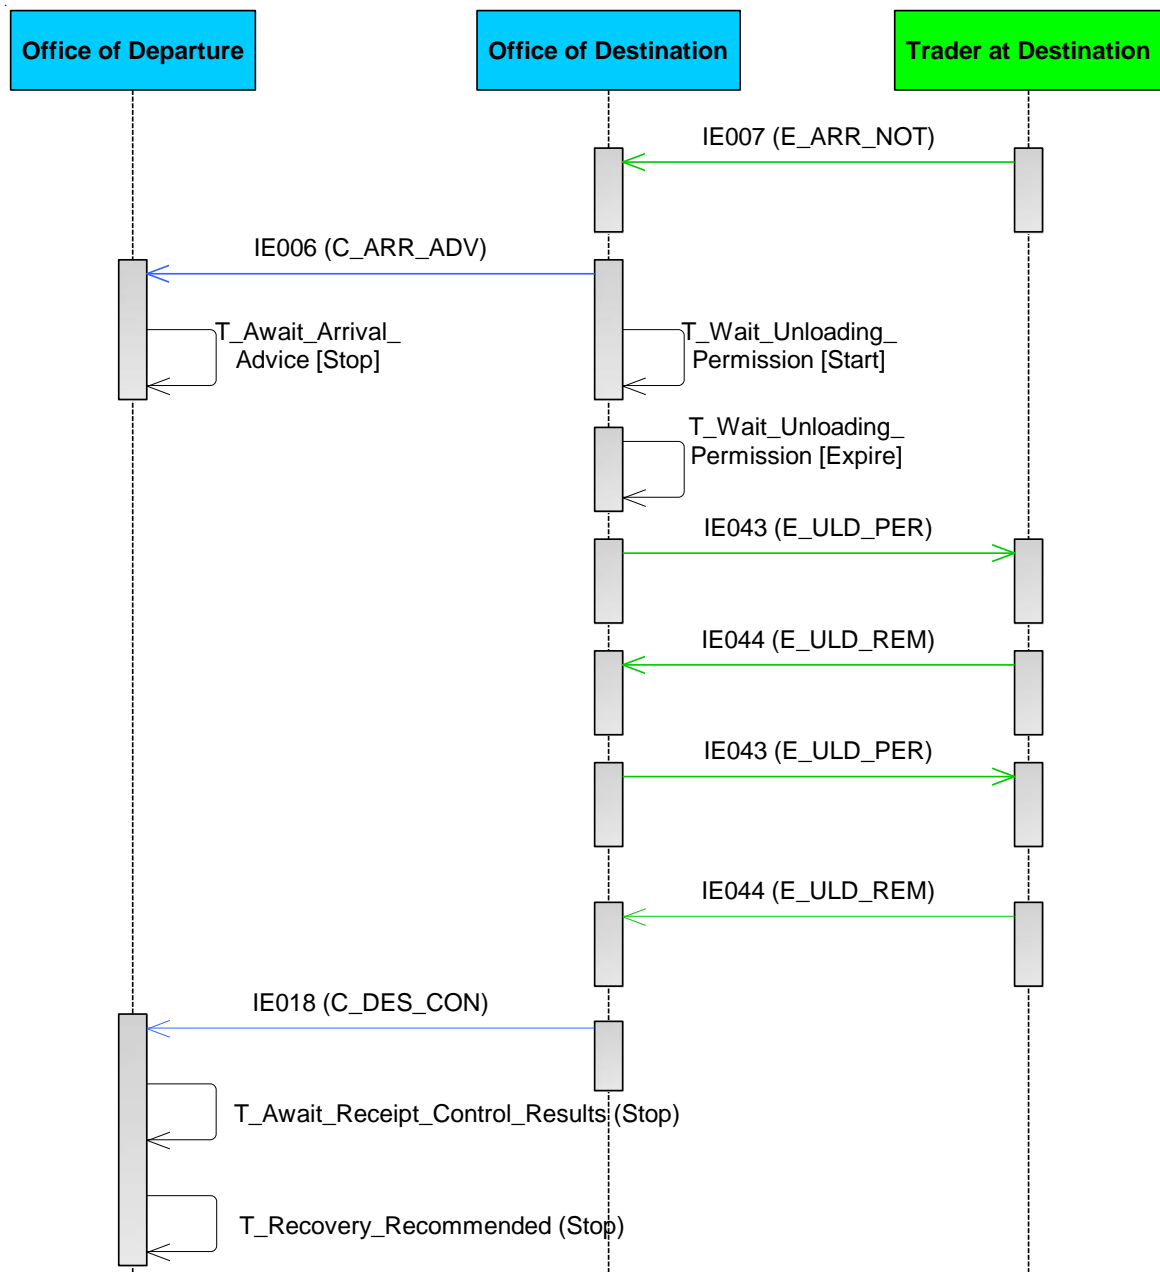 Office of Departure
Office of Destination
Trader at Destination
IE007 (E_ARR_NOT)
IE006 (C_ARR_ADV)
T_Await_Arrival_
Advice [Stop]
T_Wait_Unloading_
Permission [Start]
T_Wait_Unloading_
Permission [Expire]
IE043 (E_ULD_PER)
IE044 (E_ULD_REM)
IE043 (E_ULD_PER)
IE044 (E_ULD_REM)
IE018 (C_DES_CON)
T_Await_Receipt_Control_Results (Stop)
T_Recovery_Recommended (Stop)